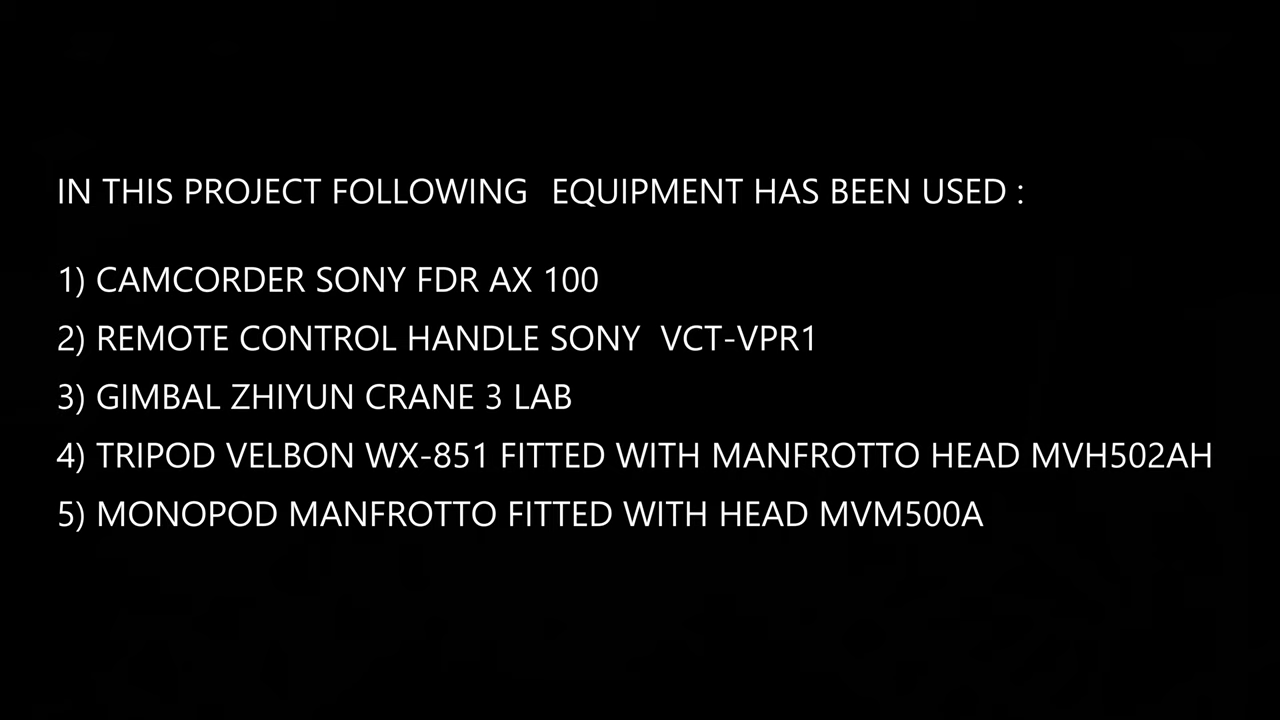 IN THIS PROJECT FOLLOWING  EQUIPMENT HAS BEEN USED :
1) CAMCORDER SONY FDR AX 100
2) REMOTE CONTROL HANDLE SONY  VCT-VPR1
3) GIMBAL ZHIYUN CRANE 3 LAB
4) TRIPOD VELBON WX-851 FITTED WITH MANFROTTO HEAD MVH502AH
5) MONOPOD MANFROTTO FITTED WITH HEAD MVM500A